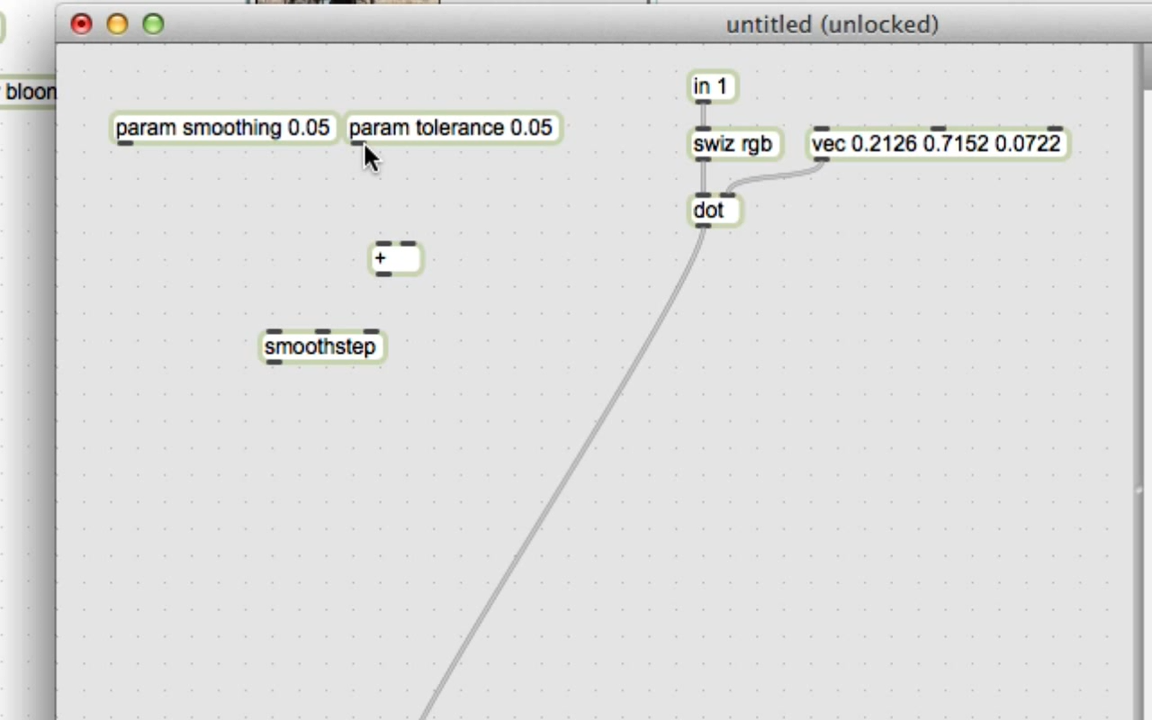 untitled (unlocked)
in 1
bloon
param smoothing 0.05
param tolerance 0.05
swiz rgb
vec 0.2126 0.7152 0.0722
dot
+
smoothstep